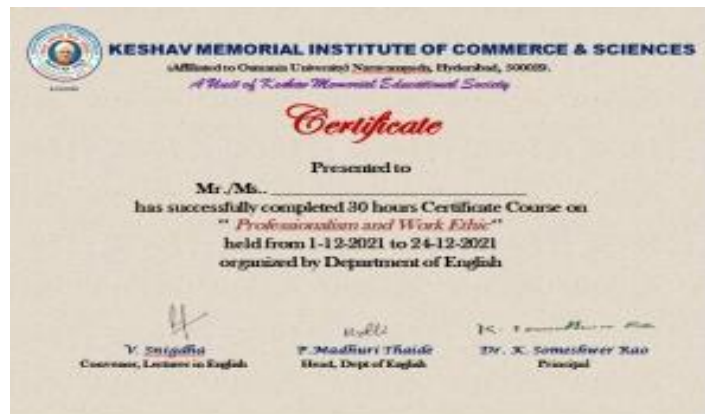 KESHAV MEMORIAL INSTITUTE OF COMMERCE & SCIENCES
(Affiliated to Osmania University) Narayanguda, Hyderabad, 500029.
A Unit of Keshav Memorial Educational Society
Certificate
Presented to
Mr./Ms..
has successfully completed 30 hours Certificate Course on
" Professionalism and Work Ethic"
held from 1-12-2021 to 24-12-2021
organized by Department of English
V. Snigdha P.Madhuri Thaide Dr. K. Someshwer Rao
Convenor, Lecturer in English Head, Dept of English Principal